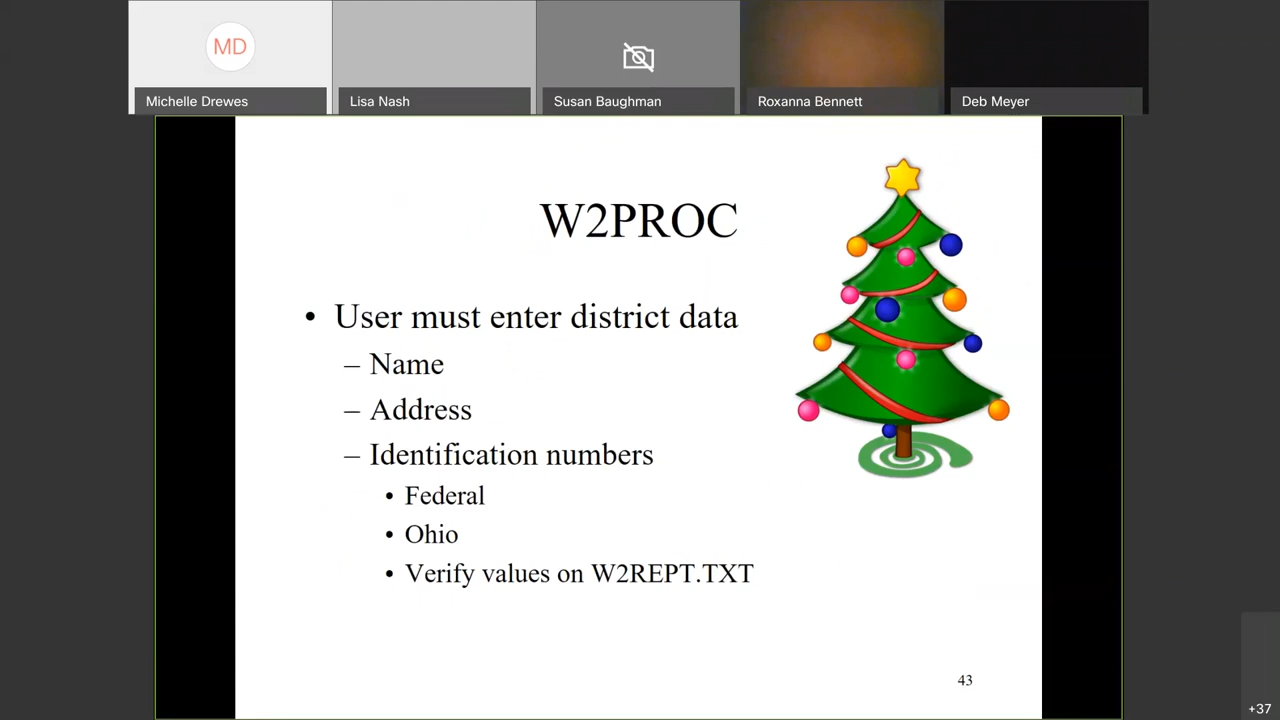 MD
Michelle Drewes
Lisa Nash
Susan Baughman
Roxanna Bennett
Deb Meyer
W2PROC
• User must enter district data
– Name
– Address
– Identification numbers
• Federal
• Ohio
• Verify values on W2REPT.TXT
43
+37